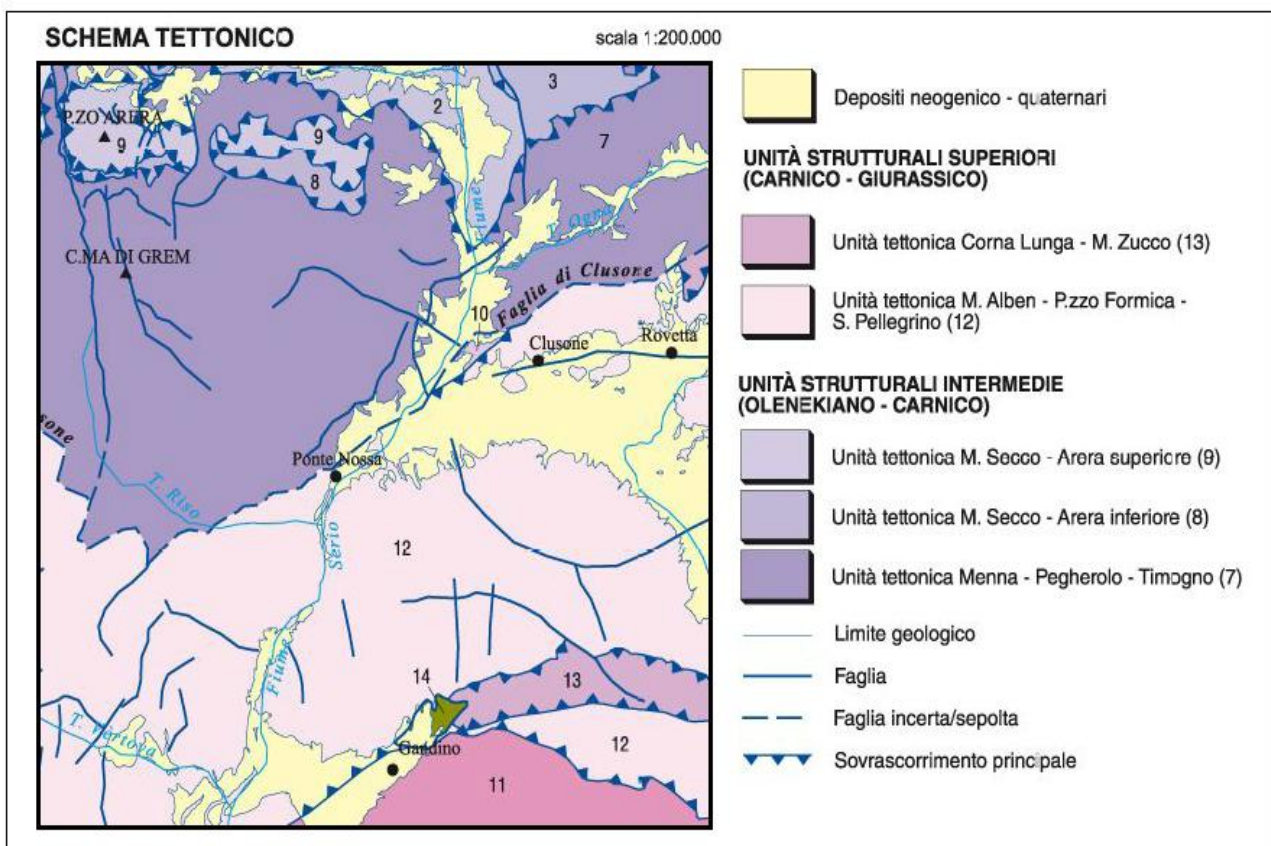 SCHEMA TETTONICO
scala 1:200.000
3
2
P.ZO ARERA
9
9
7
8
Fiume
T. Ogna
C.MA DI GREM
Faglia di Clusone
10
Clusone
Rovetta
sone
Ponte Nossa
T. Riso
12
Serio
Fiume
14
13
T. Vertova
12
Gandino
11
Depositi neogenico - quaternari
UNITÀ STRUTTURALI SUPERIORI
(CARNICO - GIURASSICO)
Unità tettonica Corna Lunga - M. Zucco (13)
Unità tettonica M. Alben - P.zzo Formica -
S. Pellegrino (12)
UNITÀ STRUTTURALI INTERMEDIE
(OLENEKIANO - CARNICO)
Unità tettonica M. Secco - Arera superiore (9)
Unità tettonica M. Secco - Arera inferiore (8)
Unità tettonica Menna - Pegherolo - Timogno (7)
Limite geologico
Faglia
Faglia incerta/sepolta
Sovrascorrimento principale